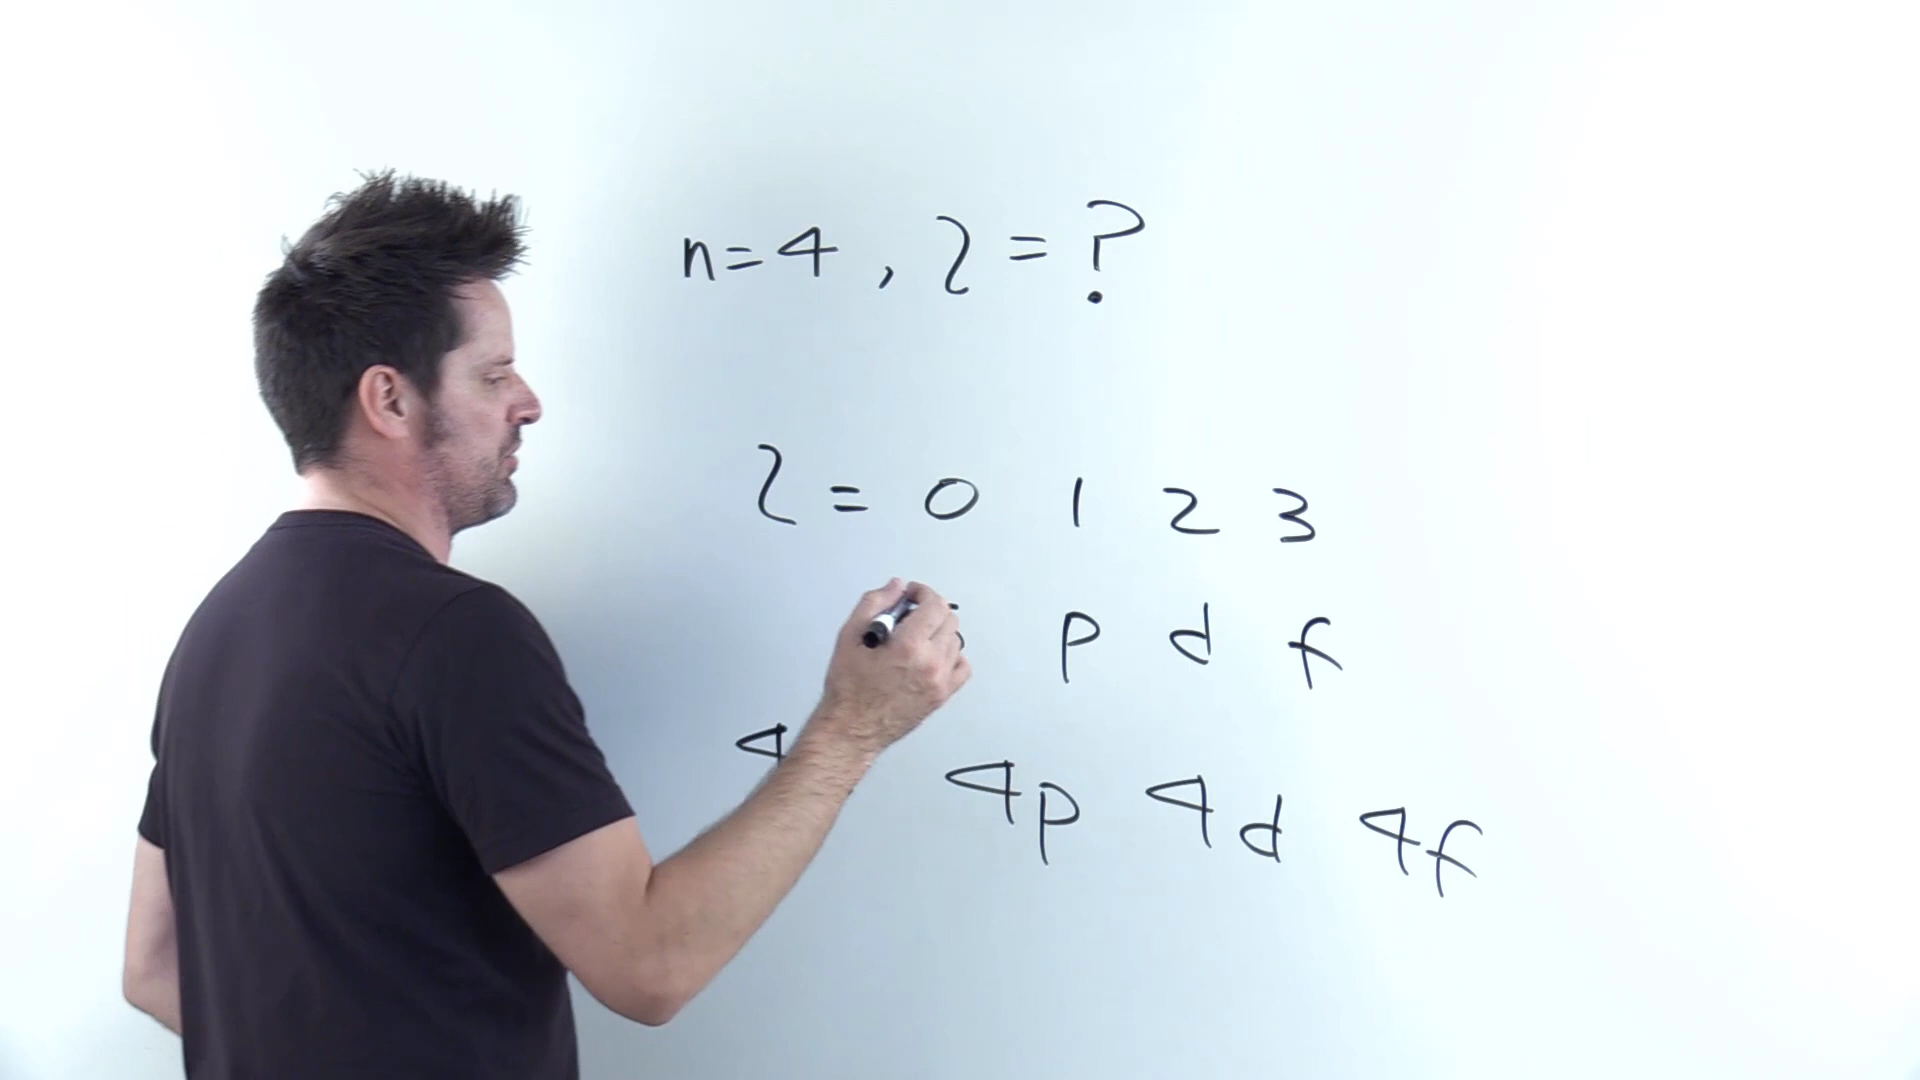 n=4, l = ?
l = 0 1 2 3
p d f
4 4p 4d 4f